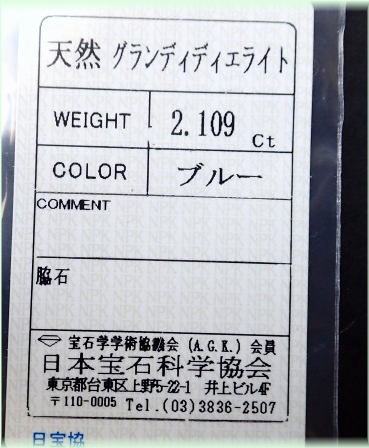 天然 グランディディエライト
WEIGHT 2.109 Ct
COLOR ブルー
COMMENT
脇石
宝石学学術協議会 (A.G.K.) 会員
日本宝石科学協会
東京都台東区上野5-22-1 井上ビル4F
〒110-0005 Tel.(03)3836-2507
日宝協